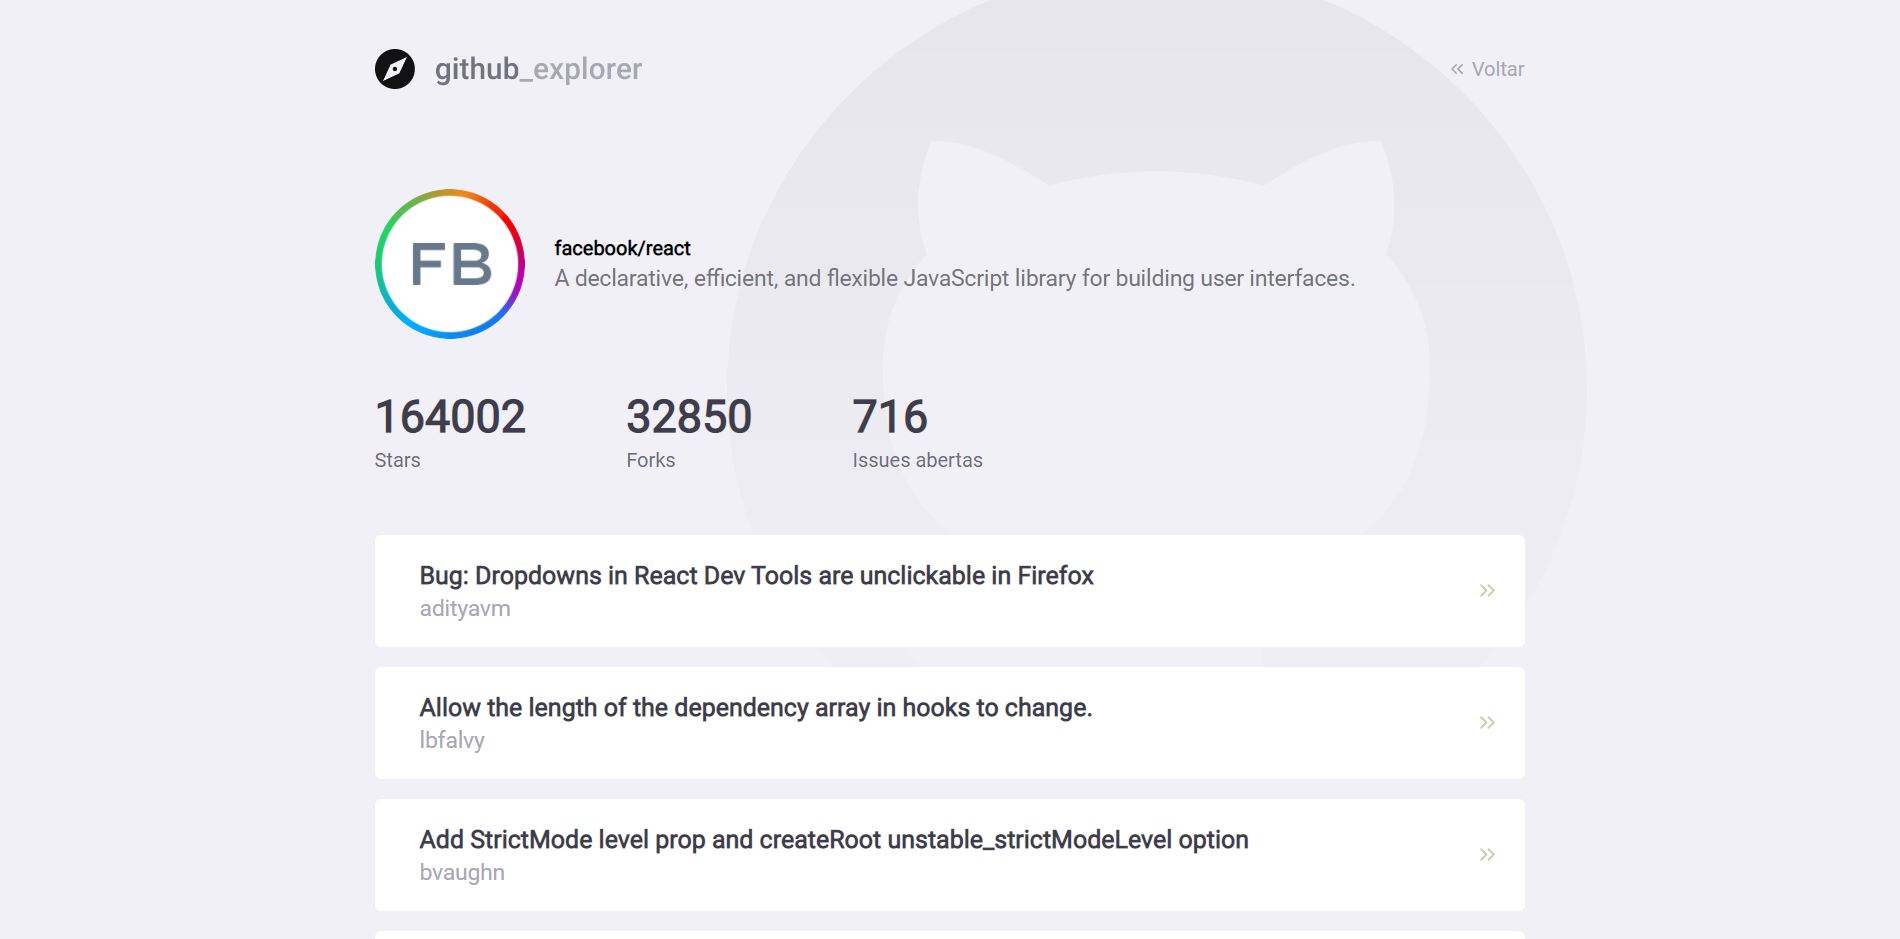 github_explorer
« Voltar
FB
facebook/react
A declarative, efficient, and flexible JavaScript library for building user interfaces.
164002 32850 716
Stars Forks Issues abertas
Bug: Dropdowns in React Dev Tools are unclickable in Firefox
adityavm
Allow the length of the dependency array in hooks to change.
lbfalvy
Add StrictMode level prop and createRoot unstable_strictModeLevel option
bvaughn